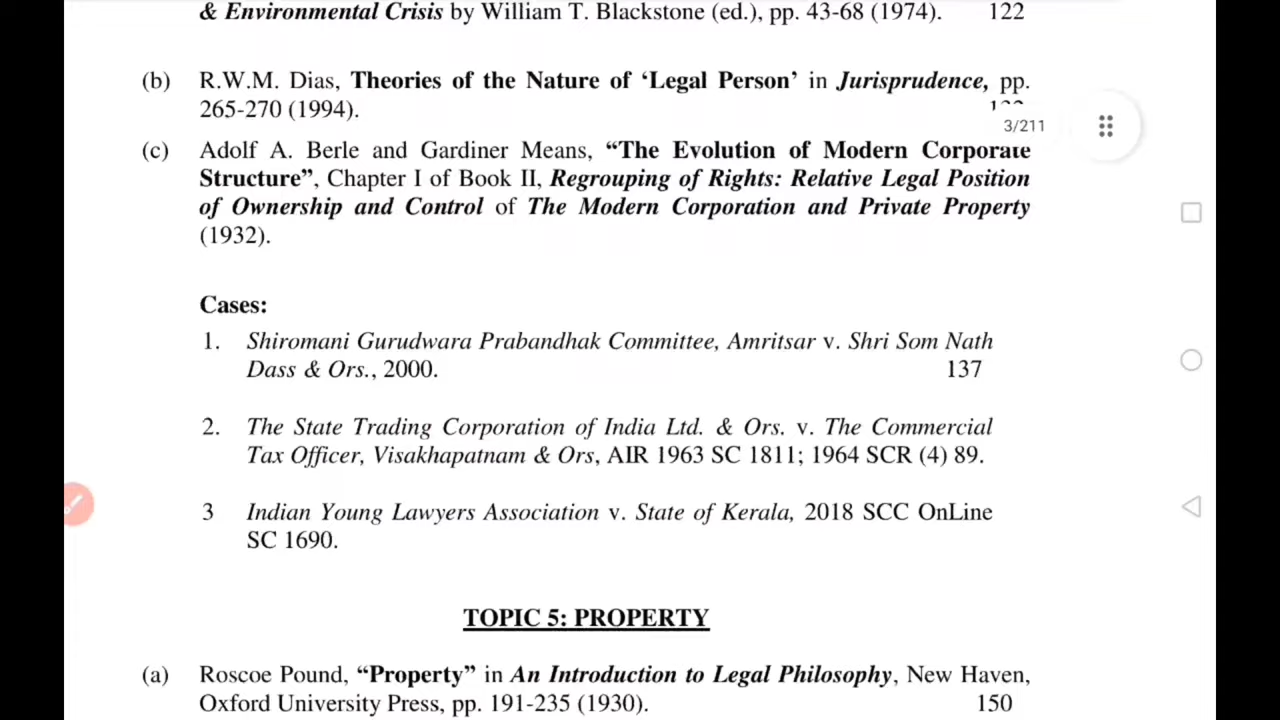 & Environmental Crisis by William T. Blackstone (ed.), pp. 43-68 (1974). 122
(b) R.W.M. Dias, Theories of the Nature of ‘Legal Person’ in Jurisprudence, pp.
265-270 (1994).
3/211
(c) Adolf A. Berle and Gardiner Means, “The Evolution of Modern Corporate
Structure”, Chapter I of Book II, Regrouping of Rights: Relative Legal Position
of Ownership and Control of The Modern Corporation and Private Property
(1932).
Cases:
1. Shiromani Gurudwara Prabandhak Committee, Amritsar v. Shri Som Nath
Dass & Ors., 2000. 137
2. The State Trading Corporation of India Ltd. & Ors. v. The Commercial
Tax Officer, Visakhapatnam & Ors, AIR 1963 SC 1811; 1964 SCR (4) 89.
3 Indian Young Lawyers Association v. State of Kerala, 2018 SCC OnLine
SC 1690.
TOPIC 5: PROPERTY
(a) Roscoe Pound, “Property” in An Introduction to Legal Philosophy, New Haven,
Oxford University Press, pp. 191-235 (1930). 150